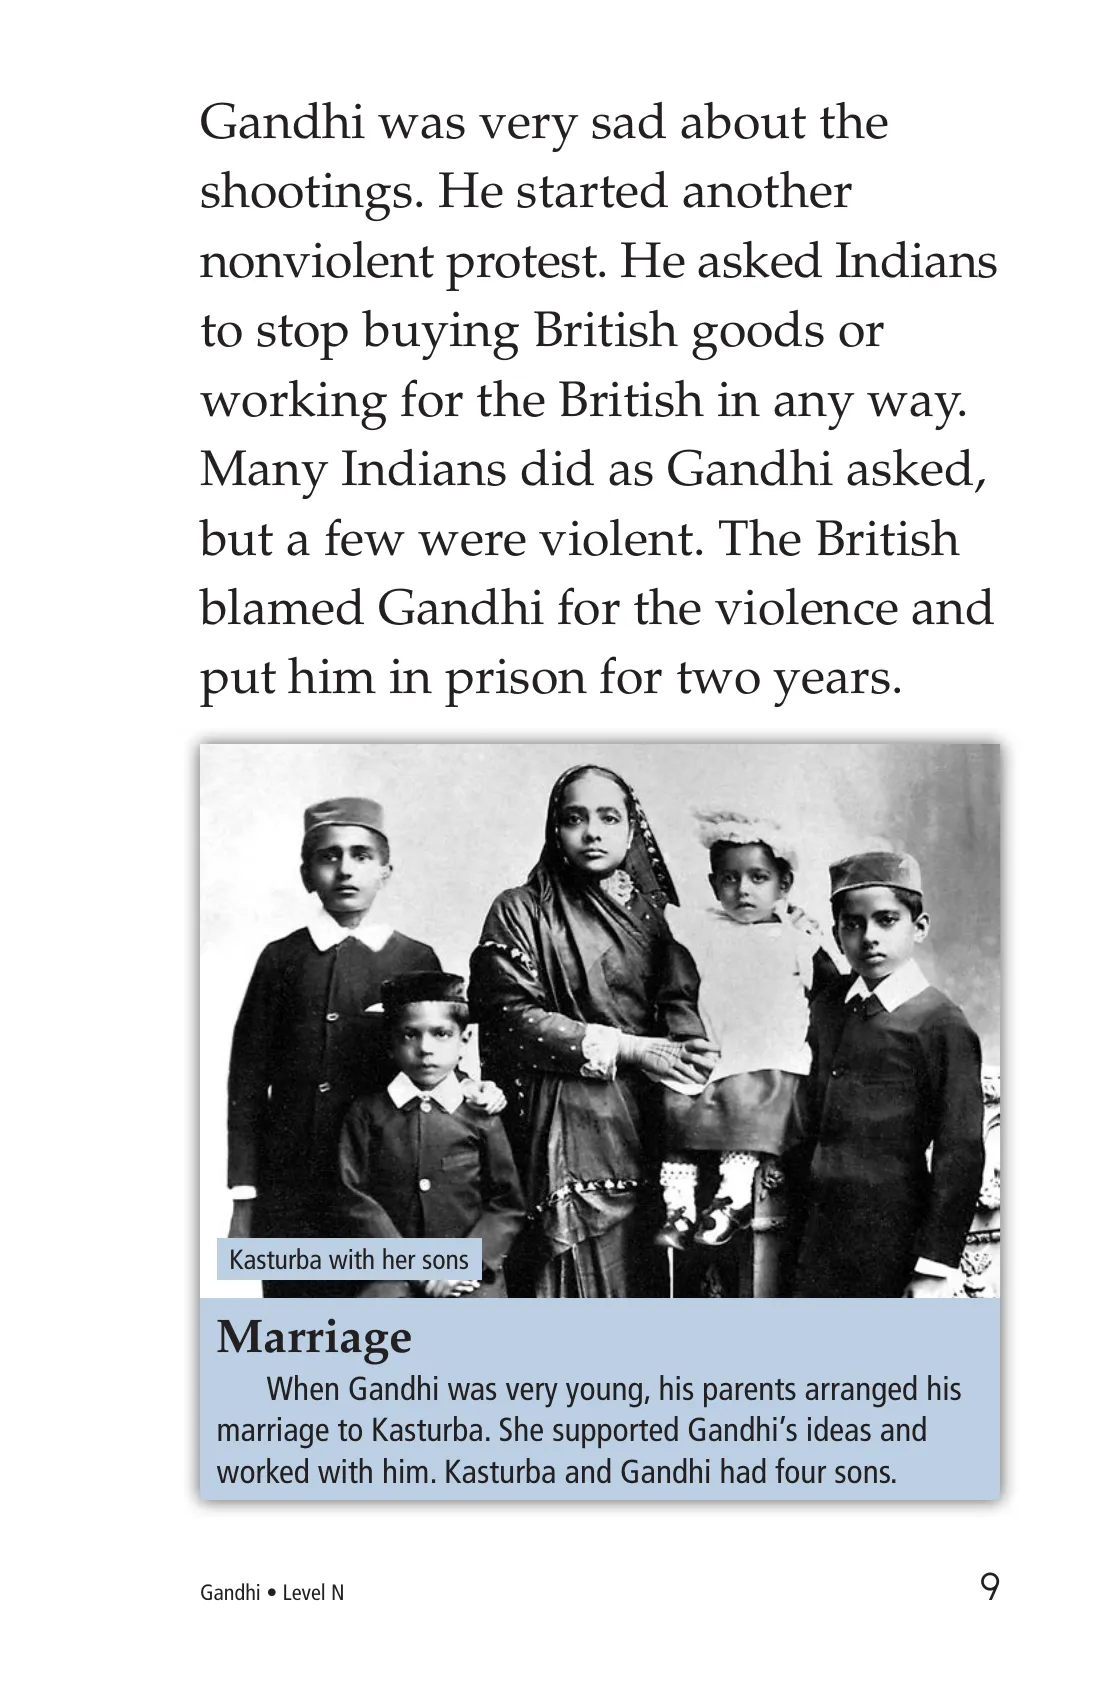 Gandhi was very sad about the
shootings. He started another
nonviolent protest. He asked Indians
to stop buying British goods or
working for the British in any way.
Many Indians did as Gandhi asked,
but a few were violent. The British
blamed Gandhi for the violence and
put him in prison for two years.
Kasturba with her sons
Marriage
When Gandhi was very young, his parents arranged his
marriage to Kasturba. She supported Gandhi’s ideas and
worked with him. Kasturba and Gandhi had four sons.
Gandhi • Level N
9